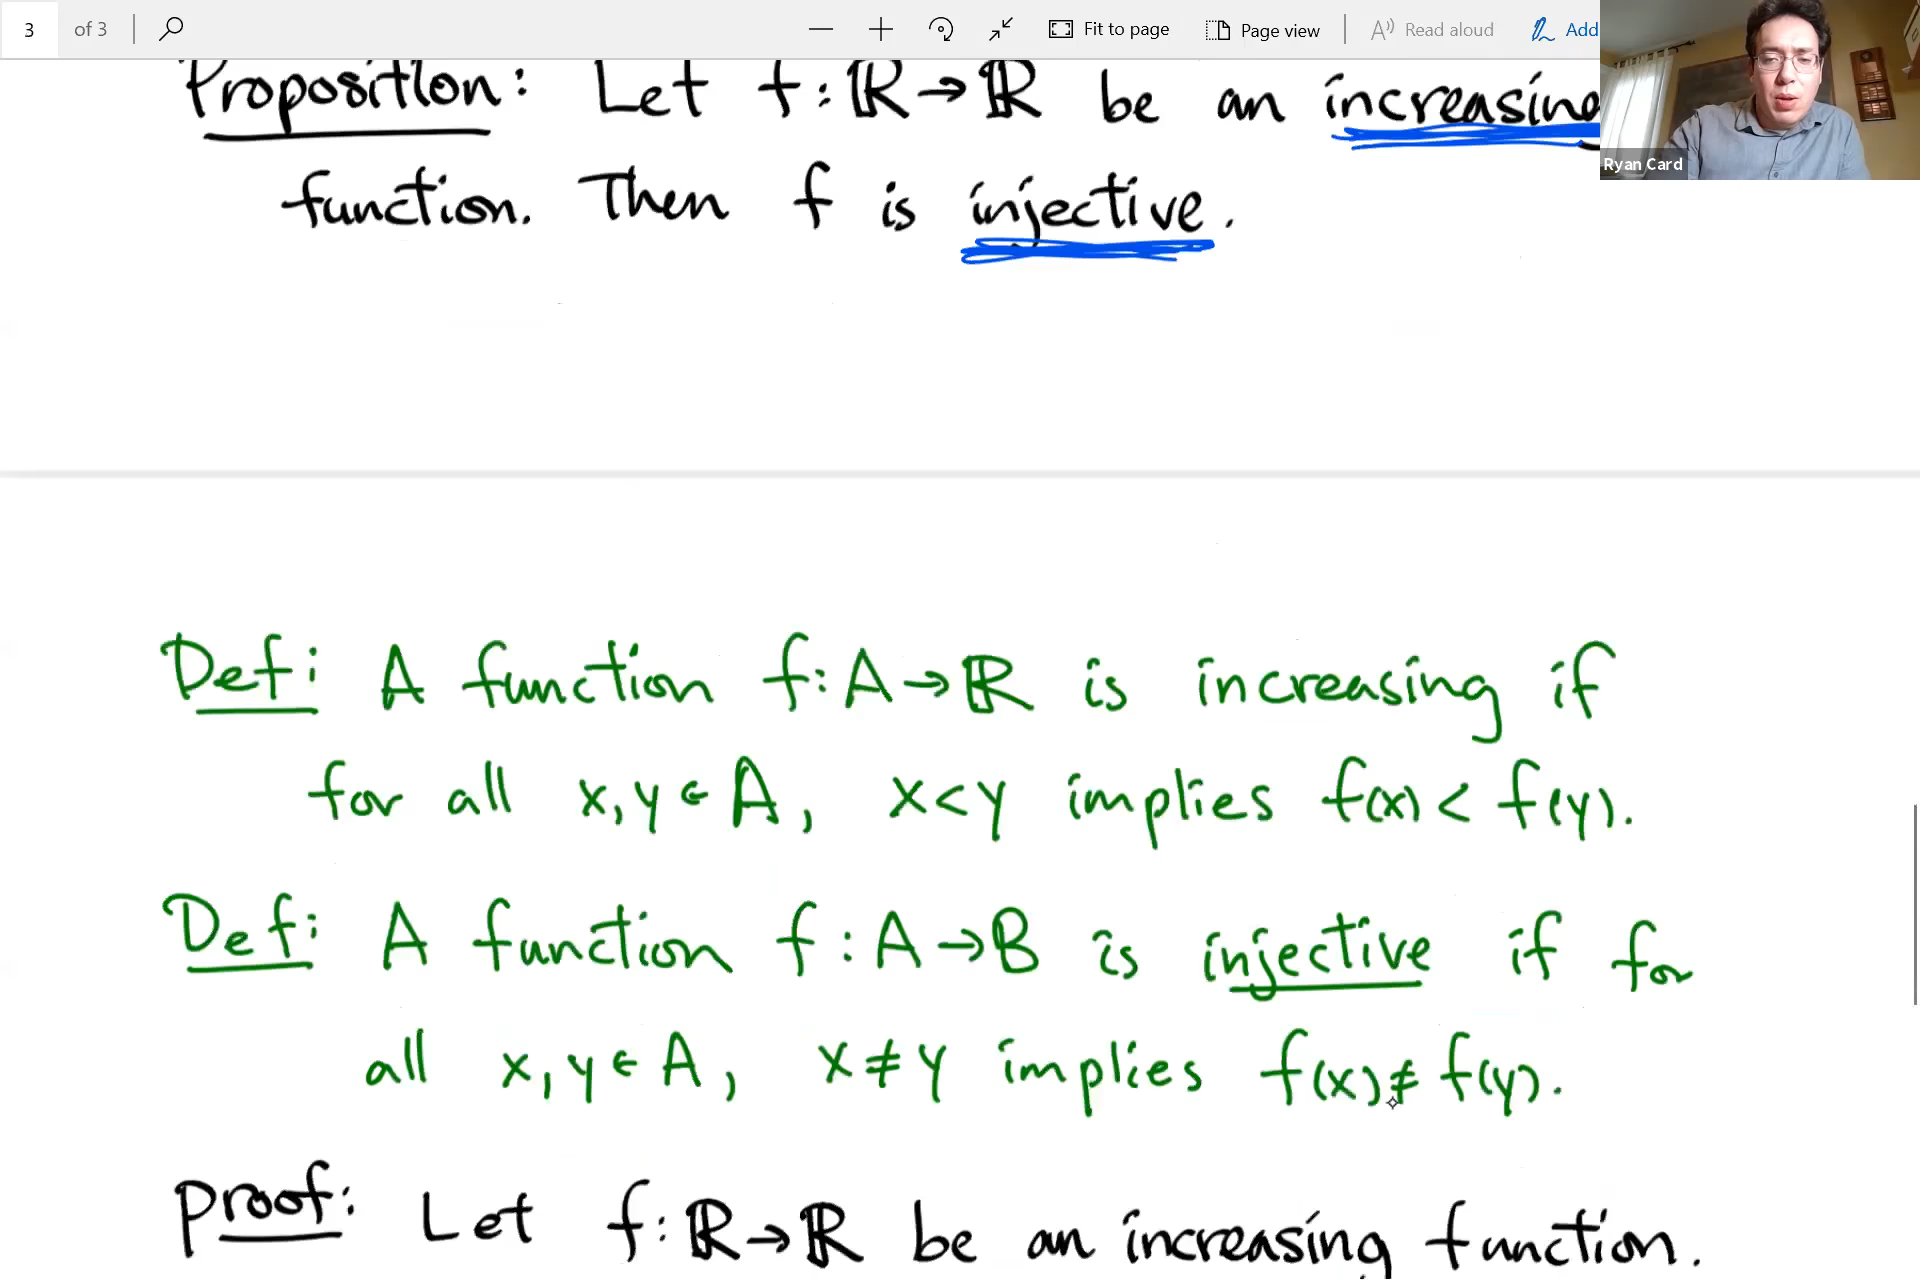 3 of 3 Fit to page Page view Read aloud Add
Proposition: Let f: ℝ→ℝ be an increasing
function. Then f is injective.
Ryan Card
Def: A function f: A→ℝ is increasing if
for all x, y ∈ A, x<y implies f(x) < f(y).
Def: A function f: A→B is injective if for
all x, y ∈ A, x≠y implies f(x) ≠ f(y).
Proof: Let f: ℝ→ℝ be an increasing function.